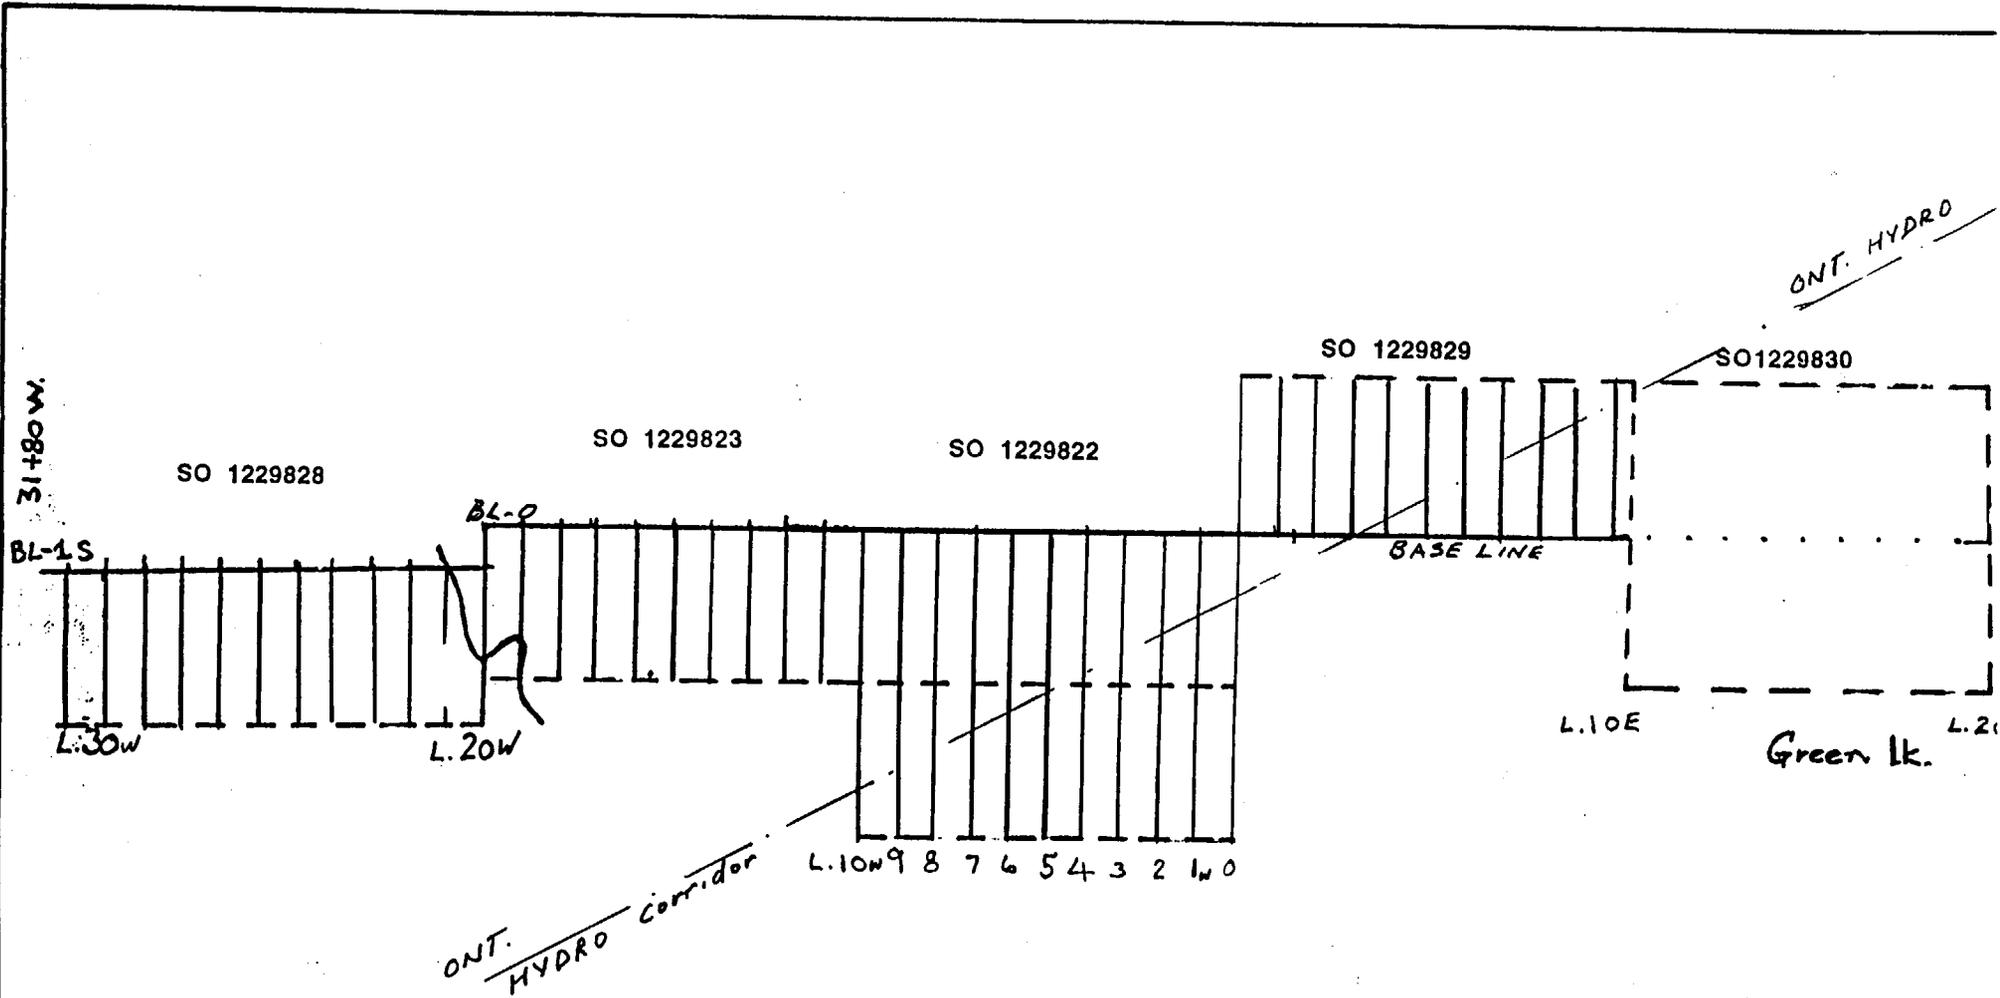 ONT. HYDRO
SO 1229829
SO1229830
31+80W.
SO 1229828
SO 1229823
SO 1229822
BL-0
BL-1S
BASE LINE
L.30W
L.20W
L.10E
Green lk.
L.10W 9 8 7 6 5 4 3 2 1W 0
ONT.
HYDRO corridor